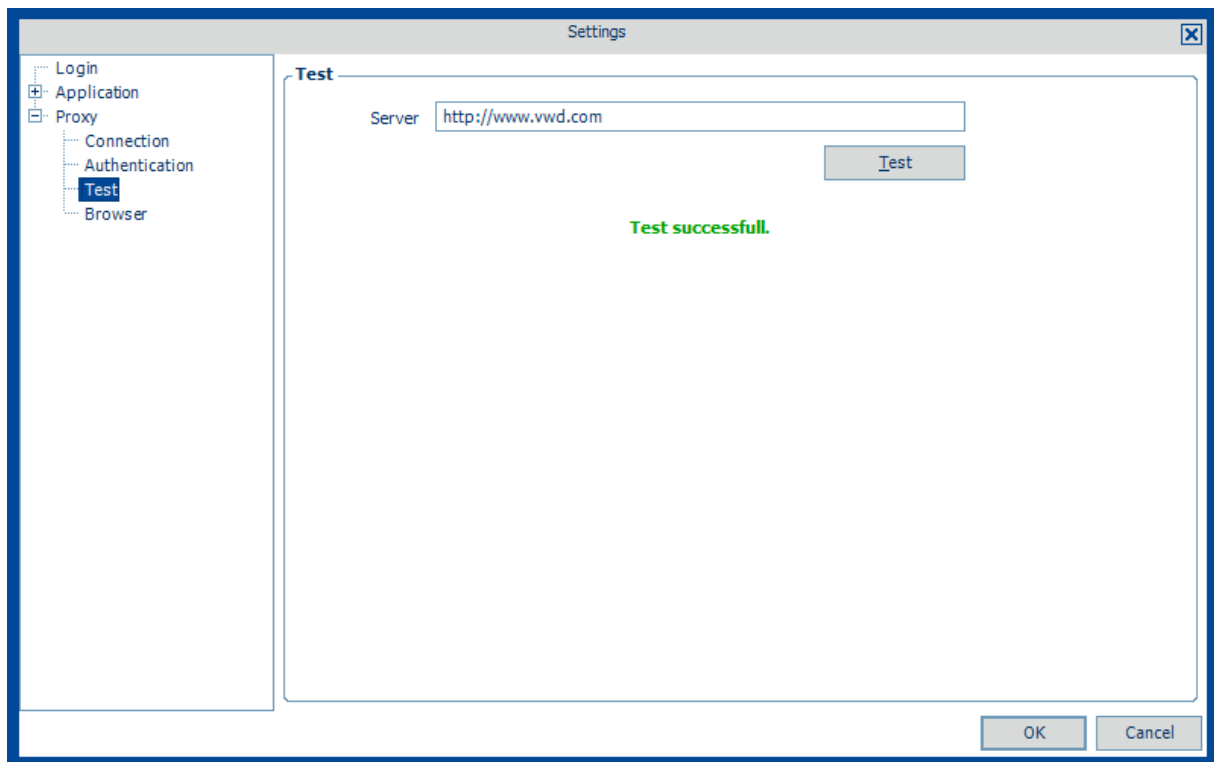 Settings
Login
Application
Proxy
Connection
Authentication
Test
Browser
Test
Server http://www.vwd.com
Test
Test successfull.
OK Cancel